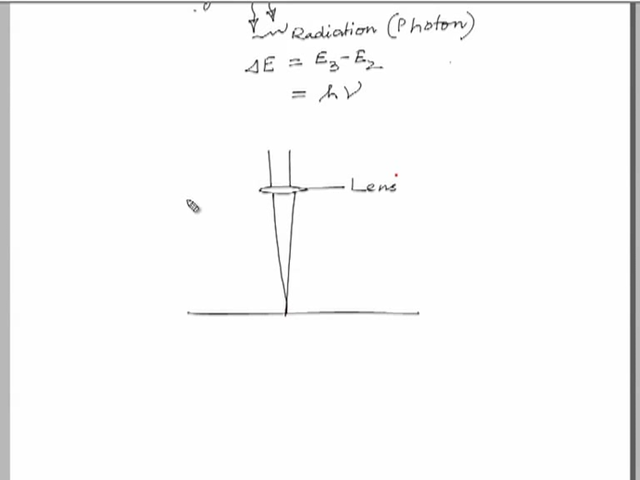 Radiation (Photon)
ΔE = E₃-E₂
= hν
Lens